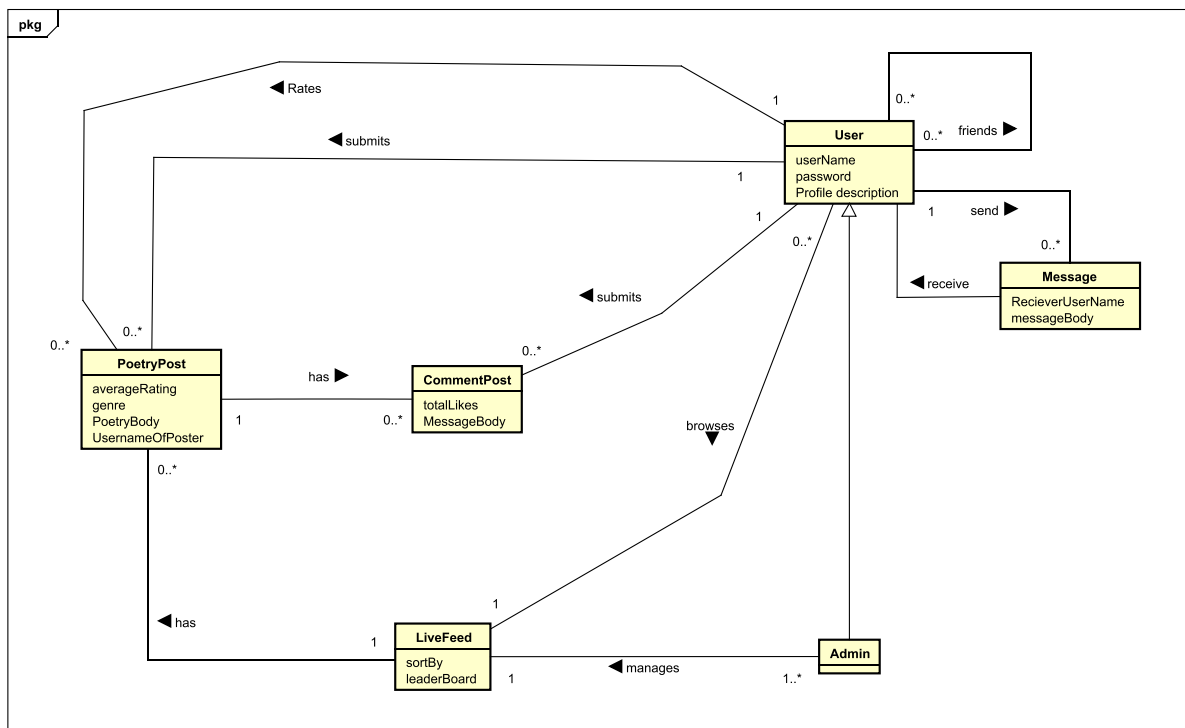 pkg
Rates
1
0..*
0..*
friends
User
userName
password
Profile description
submits
1
1
send
0..*
1
0..*
Message
RecieverUserName
messageBody
receive
submits
0..*
0..*
0..*
PoetryPost
averageRating
genre
PoetryBody
UsernameOfPoster
has
1
0..*
CommentPost
totalLikes
MessageBody
browses
0..*
has
1
1
LiveFeed
sortBy
leaderBoard
manages
1
1..*
Admin